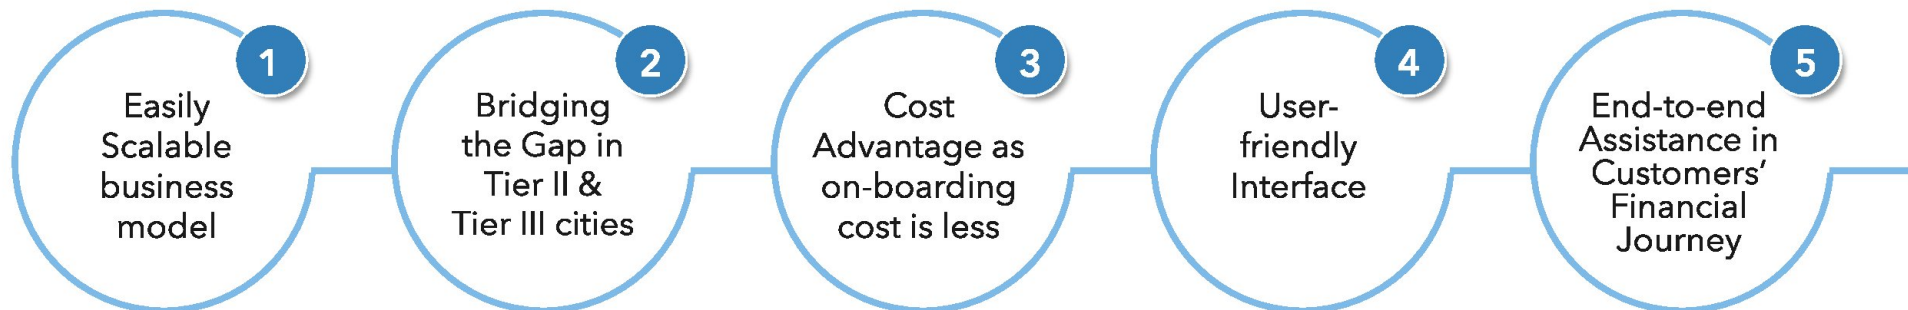 1
Easily
Scalable
business
model
2
Bridging
the Gap in
Tier II &
Tier III cities
3
Cost
Advantage as
on-boarding
cost is less
4
User-
friendly
Interface
5
End-to-end
Assistance in
Customers’
Financial
Journey